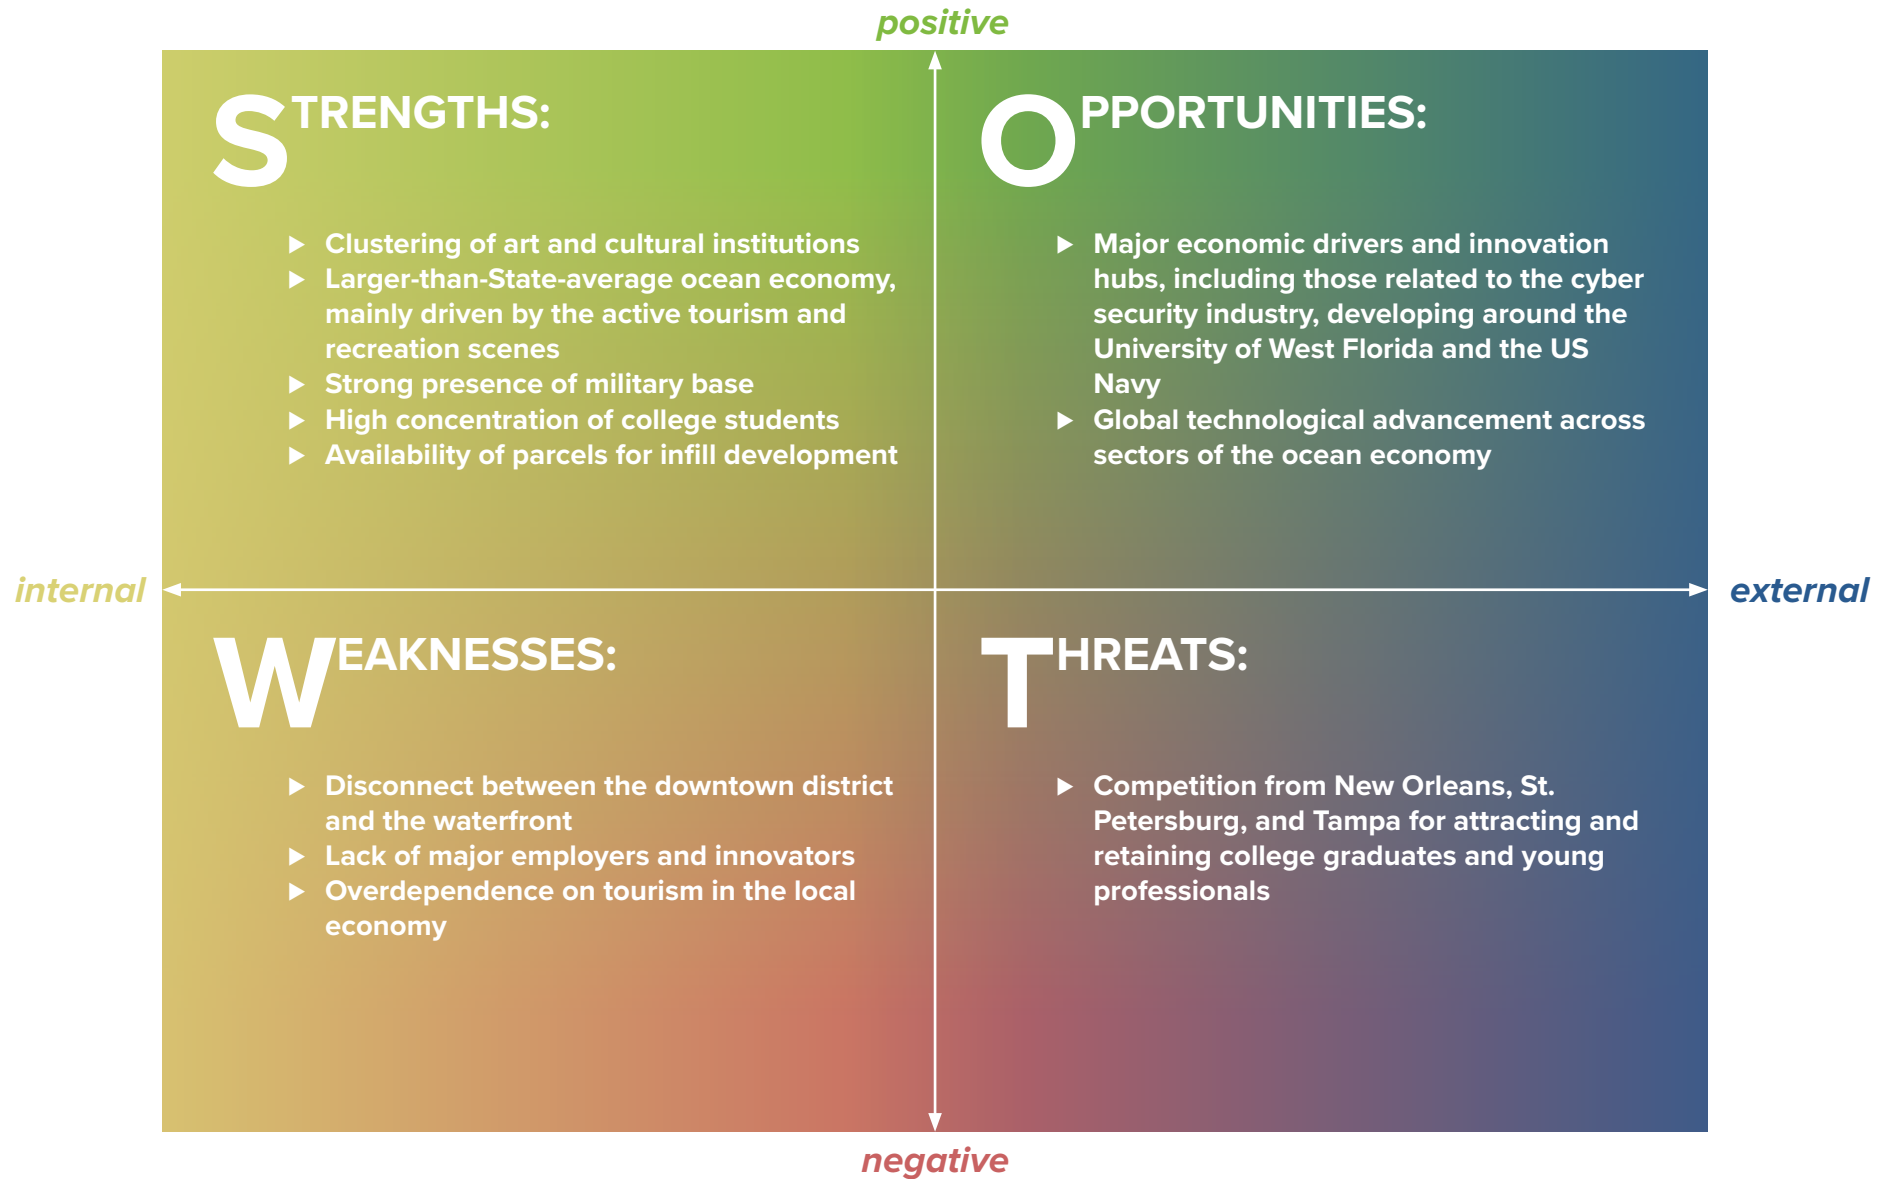 positive
STRENGTHS:
▶ Clustering of art and cultural institutions
▶ Larger-than-State-average ocean economy,
mainly driven by the active tourism and
recreation scenes
▶ Strong presence of military base
▶ High concentration of college students
▶ Availability of parcels for infill development
OPPORTUNITIES:
▶ Major economic drivers and innovation
hubs, including those related to the cyber
security industry, developing around the
University of West Florida and the US
Navy
▶ Global technological advancement across
sectors of the ocean economy
internal
external
WEAKNESSES:
▶ Disconnect between the downtown district
and the waterfront
▶ Lack of major employers and innovators
▶ Overdependence on tourism in the local
economy
THREATS:
▶ Competition from New Orleans, St.
Petersburg, and Tampa for attracting and
retaining college graduates and young
professionals
negative